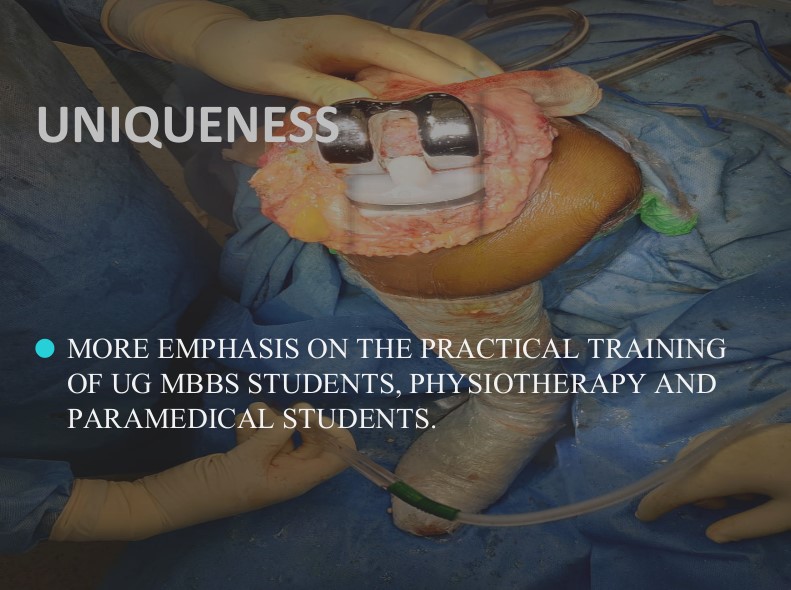 UNIQUENESS
MORE EMPHASIS ON THE PRACTICAL TRAINING
OF UG MBBS STUDENTS, PHYSIOTHERAPY AND
PARAMEDICAL STUDENTS.